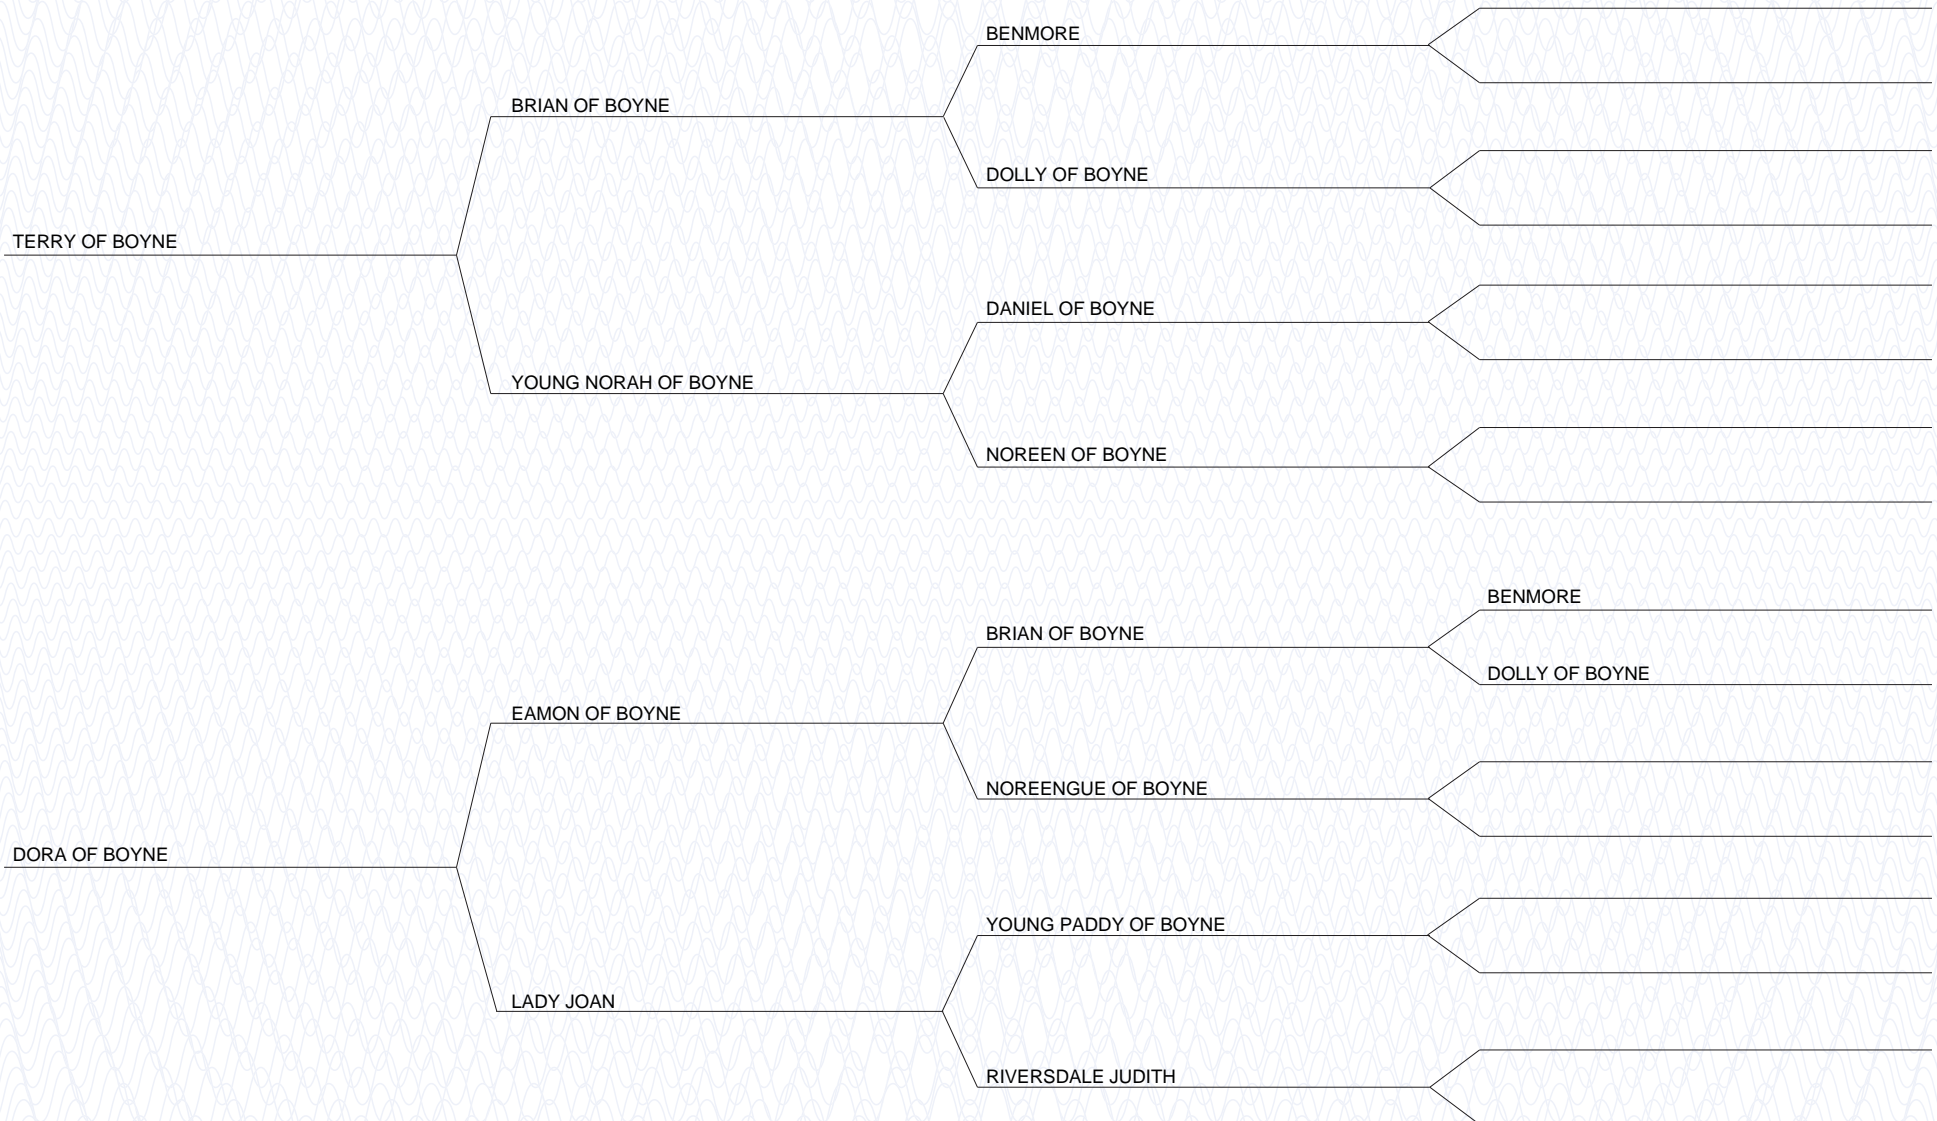 BENMORE
BRIAN OF BOYNE
DOLLY OF BOYNE
TERRY OF BOYNE
DANIEL OF BOYNE
YOUNG NORAH OF BOYNE
NOREEN OF BOYNE
BENMORE
BRIAN OF BOYNE
DOLLY OF BOYNE
EAMON OF BOYNE
NOREENGUE OF BOYNE
DORA OF BOYNE
YOUNG PADDY OF BOYNE
LADY JOAN
RIVERSDALE JUDITH